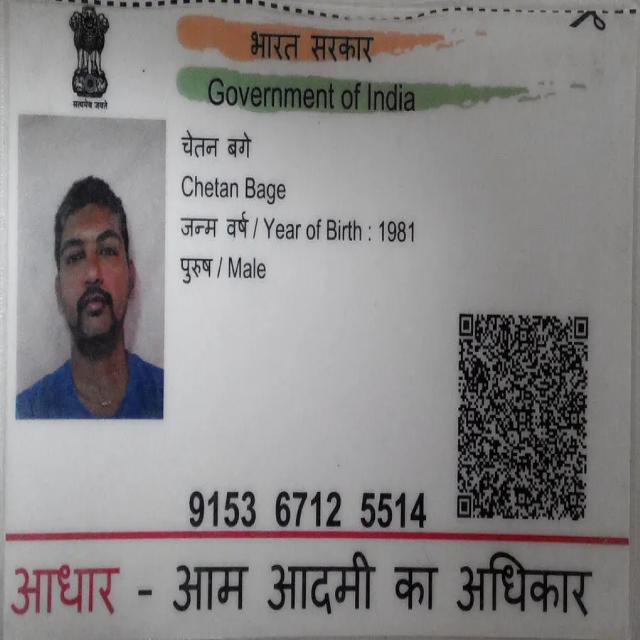 सत्यमेव जयते
भारत सरकार
Government of India
चेतन बगे
Chetan Bage
जन्म वर्ष / Year of Birth : 1981
पुरुष / Male
9153 6712 5514
आधार - आम आदमी का अधिकार